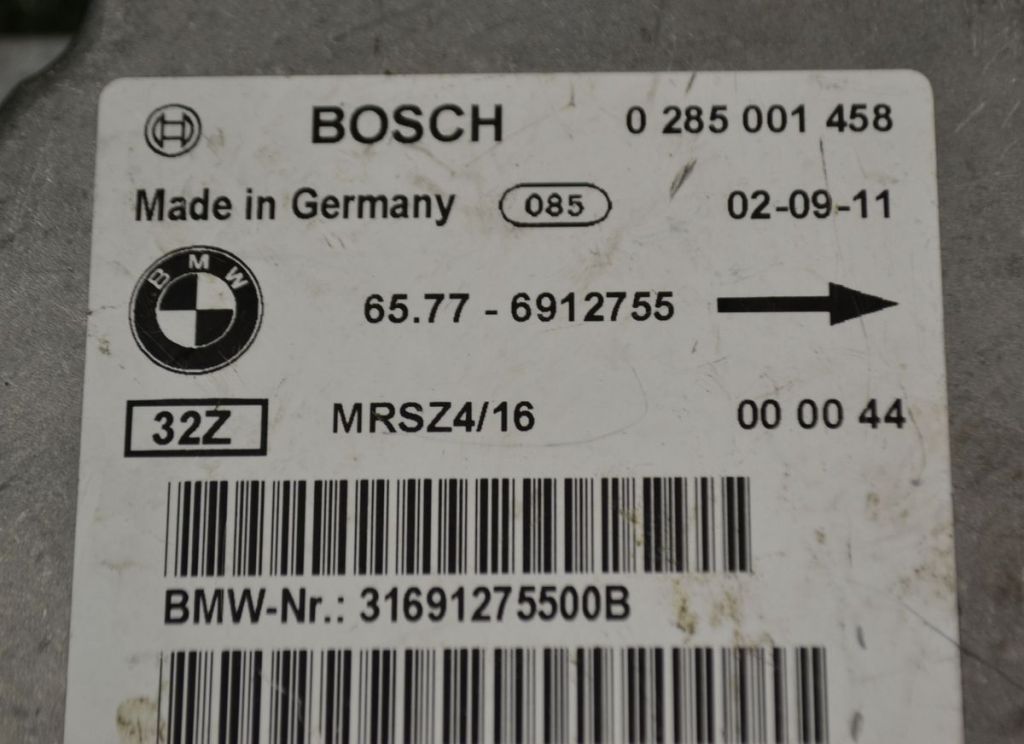 BOSCH 0 285 001 458
Made in Germany 085 02-09-11
BMW
65.77 - 6912755
32Z MRSZ4/16 00 00 44
BMW-Nr.: 31691275500B